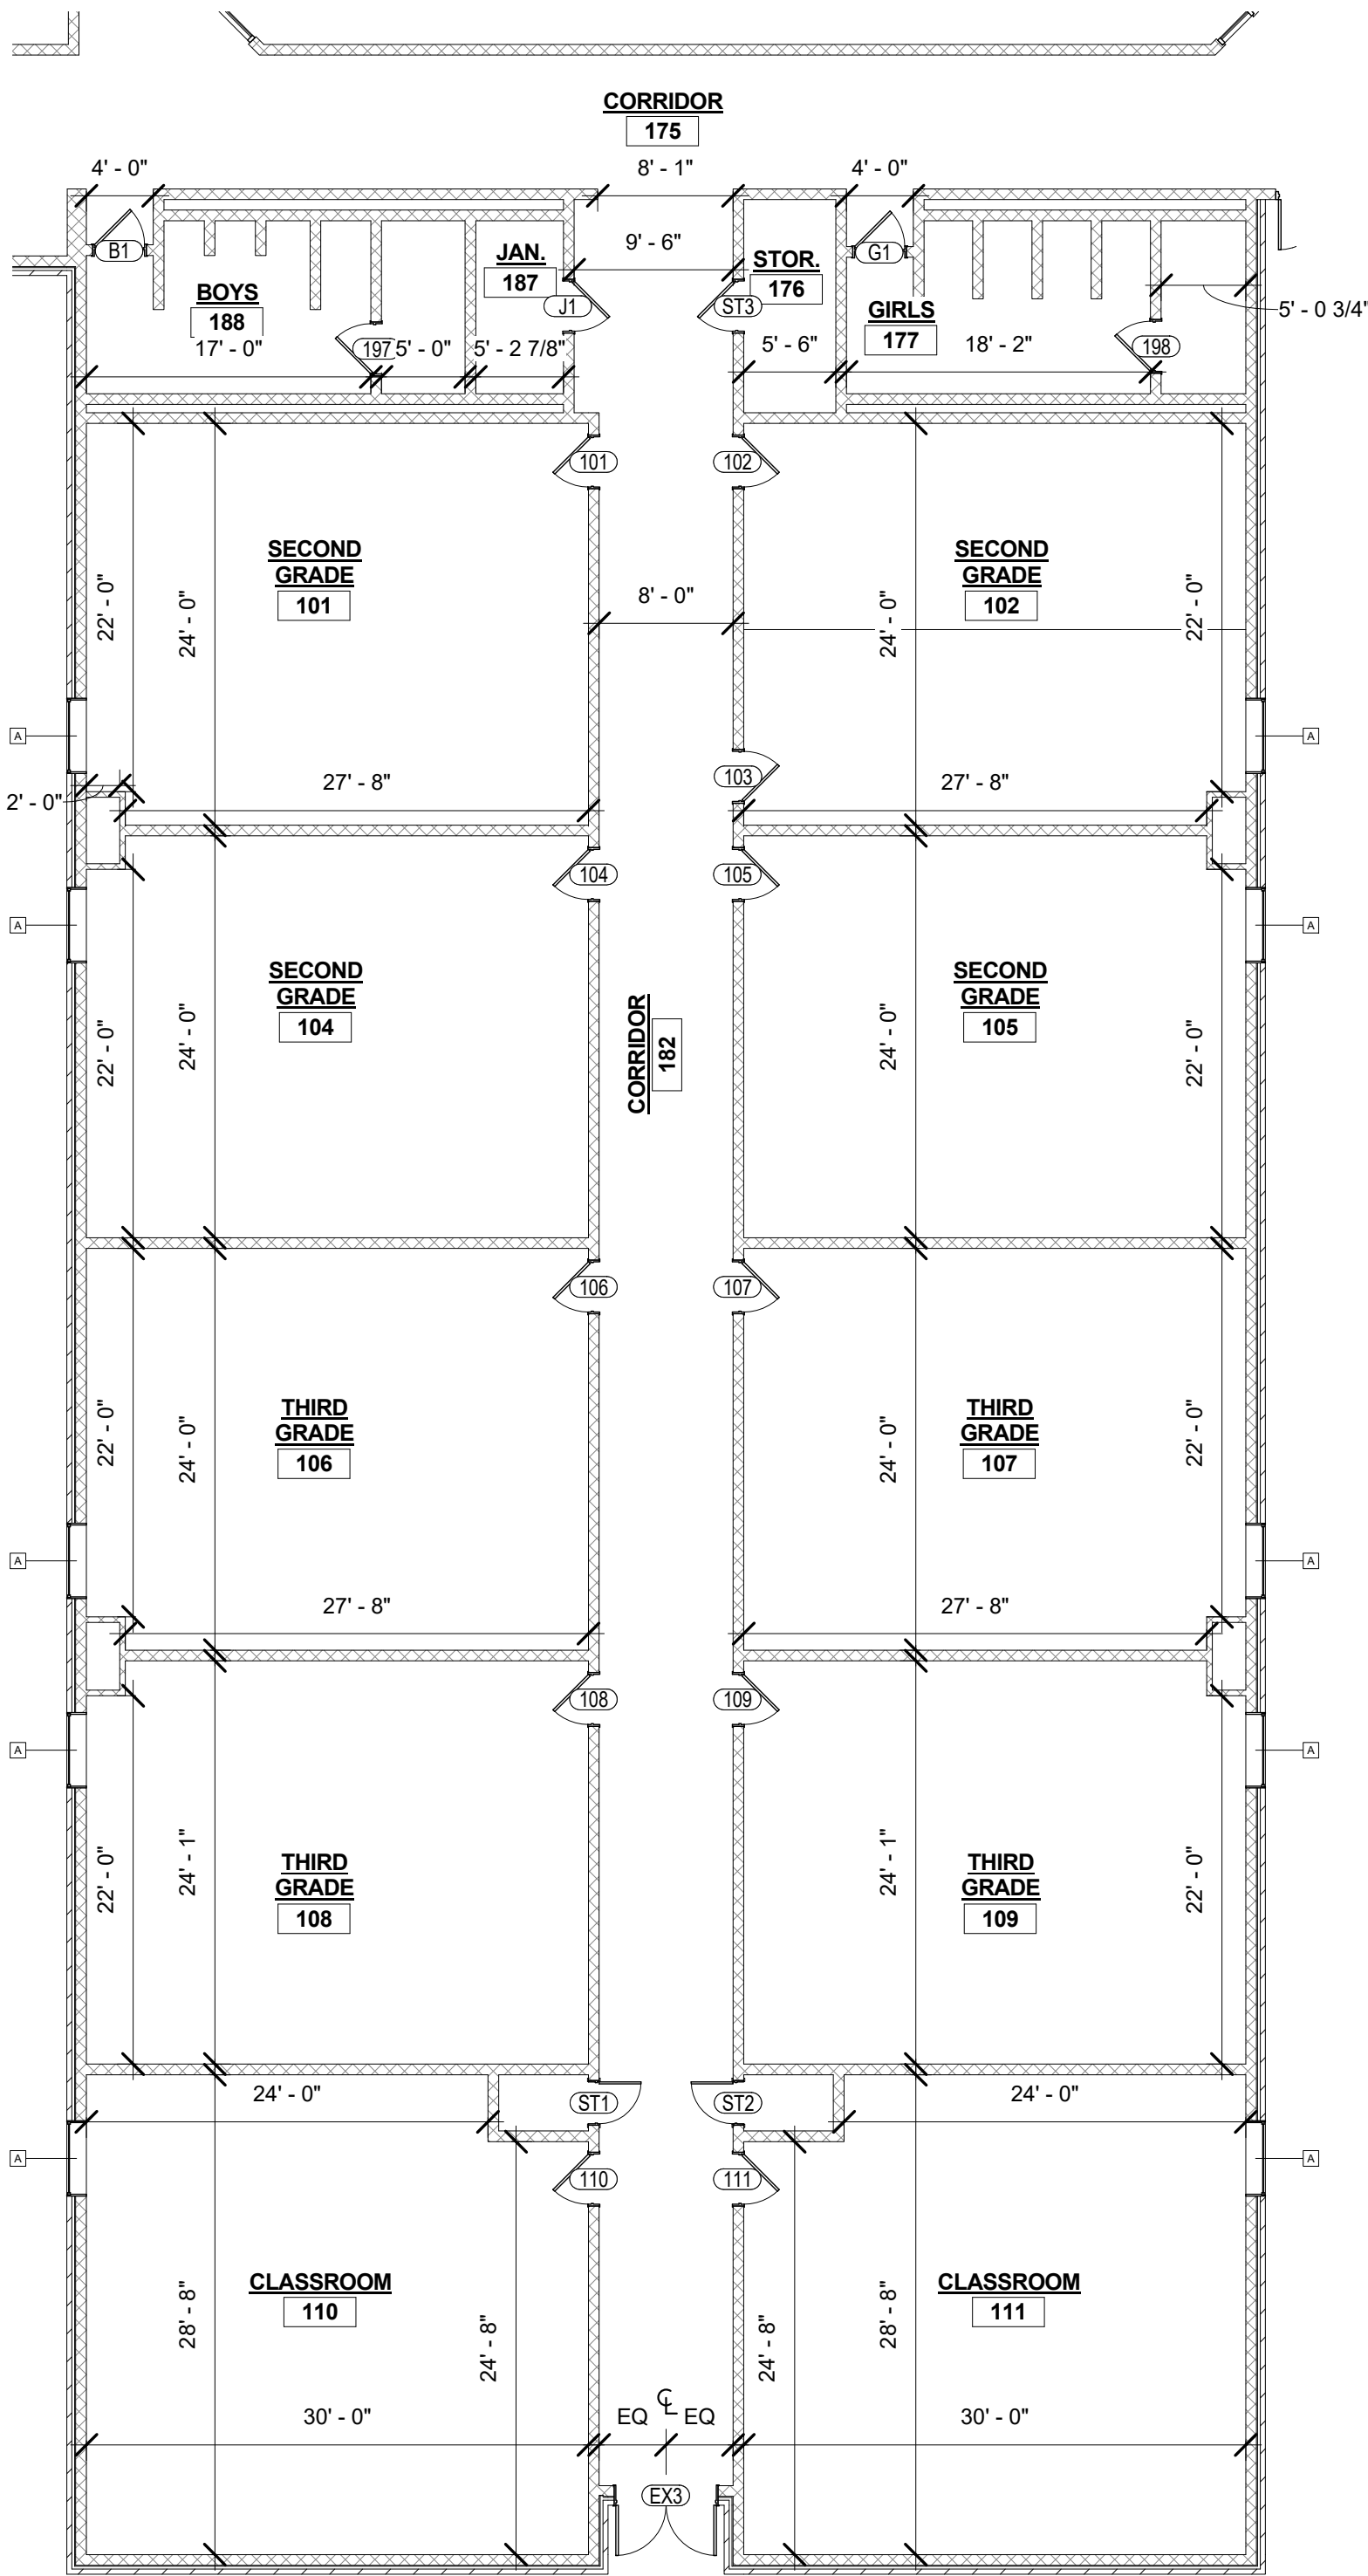 CORRIDOR
175
4' - 0"
8' - 1"
4' - 0"
B1
JAN.
187
9' - 6"
STOR.
176
G1
BOYS
188
17' - 0"
J1
ST3
GIRLS
177
5' - 0 3/4"
197
5' - 0"
5' - 2 7/8"
5' - 6"
18' - 2"
198
101
102
SECOND
GRADE
101
SECOND
GRADE
102
22' - 0"
24' - 0"
8' - 0"
24' - 0"
22' - 0"
A
A
103
27' - 8"
27' - 8"
2' - 0"
104
105
A
A
SECOND
GRADE
104
SECOND
GRADE
105
22' - 0"
24' - 0"
CORRIDOR
182
24' - 0"
22' - 0"
106
107
THIRD
GRADE
106
THIRD
GRADE
107
22' - 0"
24' - 0"
24' - 0"
22' - 0"
A
A
27' - 8"
27' - 8"
108
109
A
A
THIRD
GRADE
108
THIRD
GRADE
109
22' - 0"
24' - 1"
24' - 1"
22' - 0"
24' - 0"
ST1
ST2
24' - 0"
A
A
110
111
CLASSROOM
110
CLASSROOM
111
28' - 8"
24' - 8"
24' - 8"
28' - 8"
30' - 0"
EQ
℄
EQ
30' - 0"
EX3